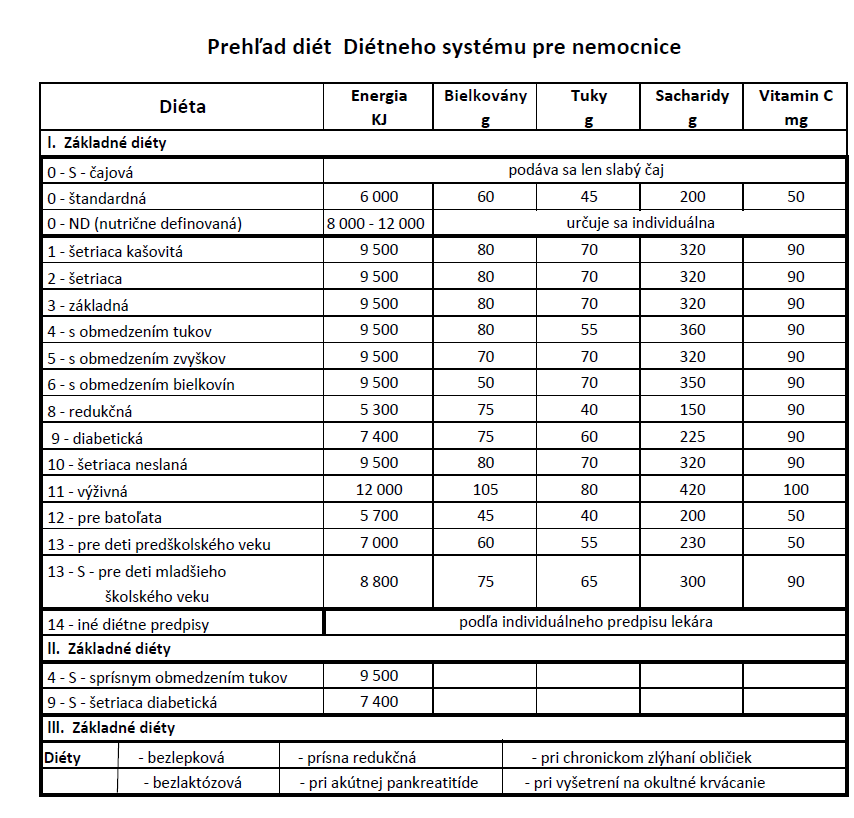 Prehľad diét Diétneho systému pre nemocnice
Diéta Energia KJ Bielkovány g Tuky g Sacharidy g Vitamin C mg
I. Základné diéty
0 - S - čajová podáva sa len slabý čaj
0 - štandardná 6 000 60 45 200 50
0 - ND (nutrične definovaná) 8 000 - 12 000 určuje sa individuálna
1 - šetriaca kašovitá 9 500 80 70 320 90
2 - šetriaca 9 500 80 70 320 90
3 - základná 9 500 80 70 320 90
4 - s obmedzením tukov 9 500 80 55 360 90
5 - s obmedzením zvyškov 9 500 70 70 320 90
6 - s obmedzením bielkovín 9 500 50 70 350 90
8 - redukčná 5 300 75 40 150 90
9 - diabetická 7 400 75 60 225 90
10 - šetriaca neslaná 9 500 80 70 320 90
11 - výživná 12 000 105 80 420 100
12 - pre batoľata 5 700 45 40 200 50
13 - pre deti predškolského veku 7 000 60 55 230 50
13 - S - pre deti mladšieho
školského veku 8 800 75 65 300 90
14 - iné diétne predpisy podľa individuálneho predpisu lekára
II. Základné diéty
4 - S - sprísnym obmedzením tukov 9 500
9 - S - šetriaca diabetická 7 400
III. Základné diéty
Diéty - bezlepková - prísna redukčná - pri chronickom zlýhaní obličiek
- bezlaktózová - pri akútnej pankreatitíde - pri vyšetrení na okultné krvácanie